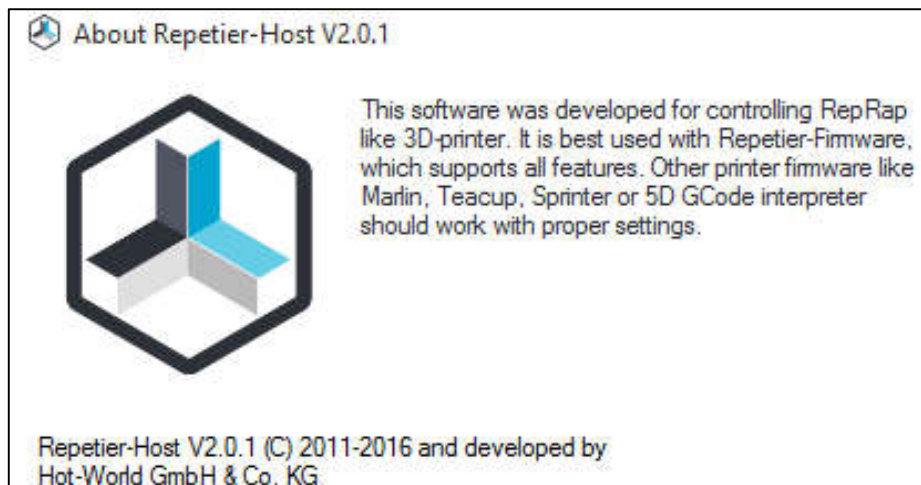 About Repetier-Host V2.0.1
This software was developed for controlling RepRap
like 3D-printer. It is best used with Repetier-Firmware,
which supports all features. Other printer firmware like
Marlin, Teacup, Sprinter or 5D GCode interpreter
should work with proper settings.
Repetier-Host V2.0.1 (C) 2011-2016 and developed by
Hot-World GmbH & Co. KG